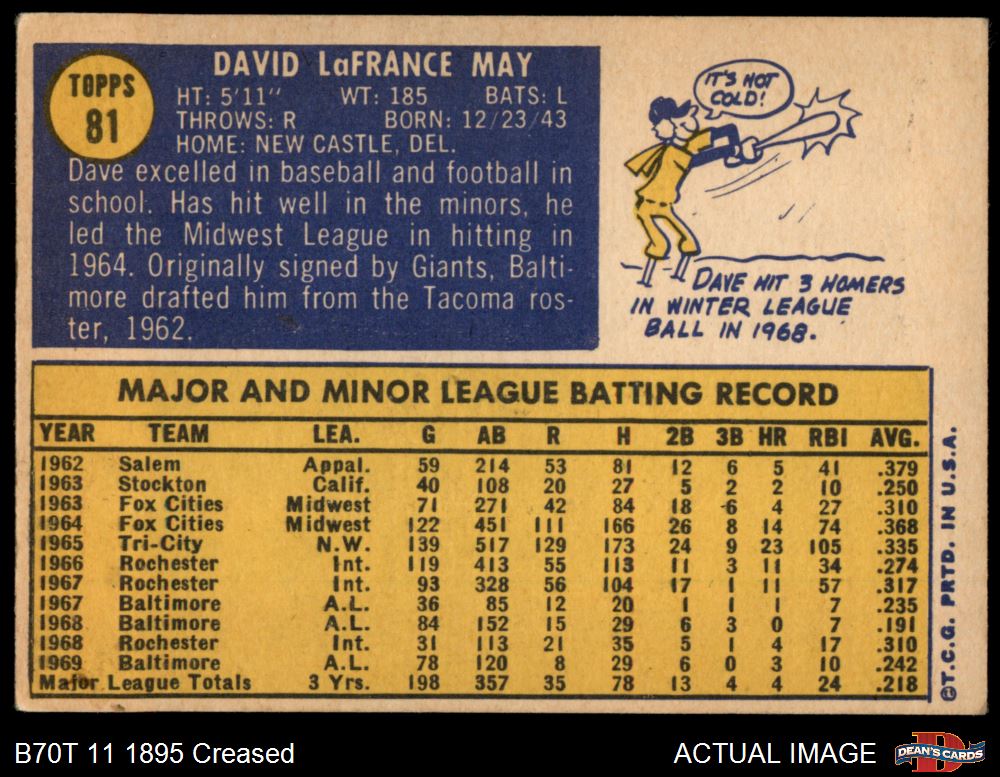 TOPPS
81
DAVID LaFRANCE MAY
HT: 5'11" WT: 185 BATS: L
THROWS: R BORN: 12/23/43
HOME: NEW CASTLE, DEL.
Dave excelled in baseball and football in
school. Has hit well in the minors, he
led the Midwest League in hitting in
1964. Originally signed by Giants, Balti-
more drafted him from the Tacoma ros-
ter, 1962.
IT'S NOT
COLD!
DAVE HIT 3 HOMERS
IN WINTER LEAGUE
BALL IN 1968.
MAJOR AND MINOR LEAGUE BATTING RECORD
YEAR TEAM LEA. G AB R H 2B 3B HR RBI AVG.
1962 Salem Appal. 59 214 53 81 12 6 5 41 .379
1963 Stockton Calif. 40 108 20 27 5 2 2 10 .250
1963 Fox Cities Midwest 71 271 42 84 18 6 4 27 .310
1964 Fox Cities Midwest 122 451 111 166 26 8 14 74 .368
1965 Tri-City N.W. 139 517 129 173 24 9 23 105 .335
1966 Rochester Int. 119 413 55 113 11 3 11 34 .274
1967 Rochester Int. 93 328 56 104 17 1 11 57 .317
1967 Baltimore A.L. 36 85 12 20 1 1 1 7 .235
1968 Baltimore A.L. 84 152 15 29 6 3 0 7 .191
1968 Rochester Int. 31 113 21 35 5 1 4 17 .310
1969 Baltimore A.L. 78 120 8 29 6 0 3 10 .242
Major League Totals 3 Yrs. 198 357 35 78 13 4 4 24 .218
©T.C.G. PRTD. IN U.S.A.
B70T 11 1895 Creased
ACTUAL IMAGE
DEAN'S CARDS